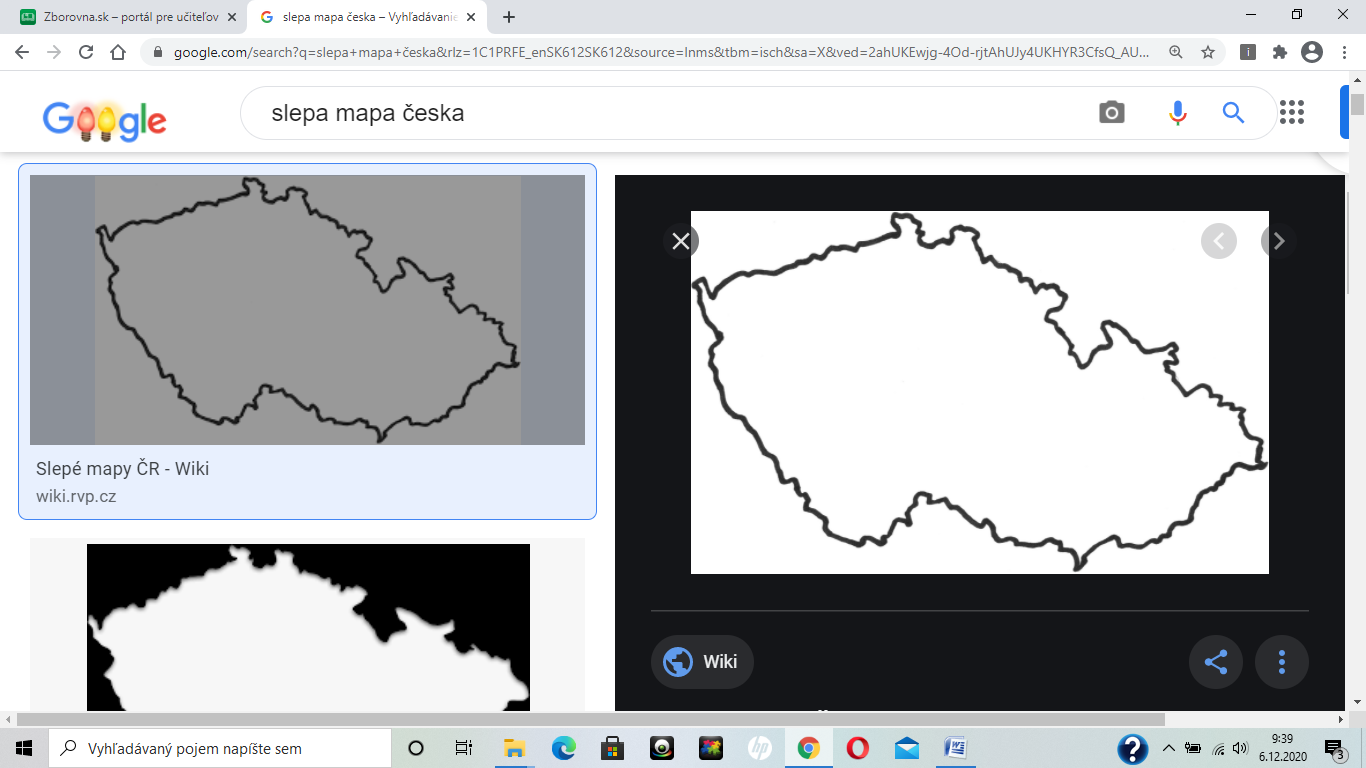 Zborovna.sk – portál pre učiteľov
slepa mapa česka – Vyhľadávanie
google.com/search?q=slepa+mapa+česka&rlz=1C1PRFE_enSK612SK612&source=lnms&tbm=isch&sa=X&ved=2ahUKEwjg-4Od-rjtAhUJy4UKHYR3CfsQ_AU...
Google
slepa mapa česka
Slepé mapy ČR - Wiki
wiki.rvp.cz
Wiki
Vyhľadávaný pojem napíšte sem
9:39
6.12.2020
3